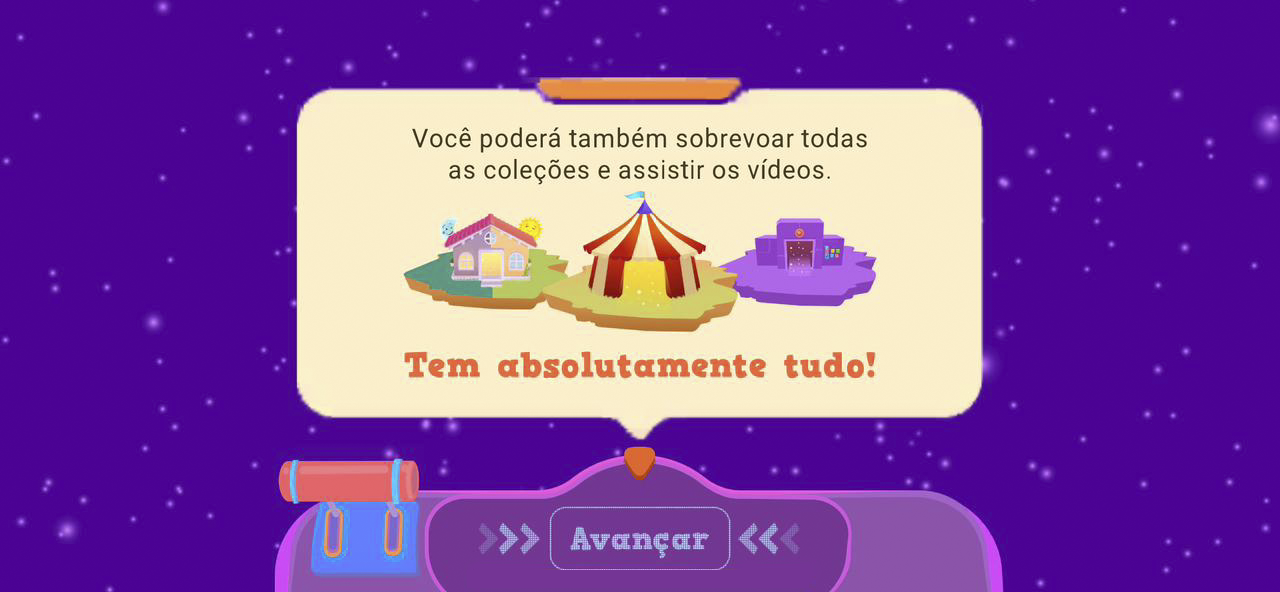 Você poderá também sobrevoar todas
as coleções e assistir os vídeos.
Tem absolutamente tudo!
Avançar